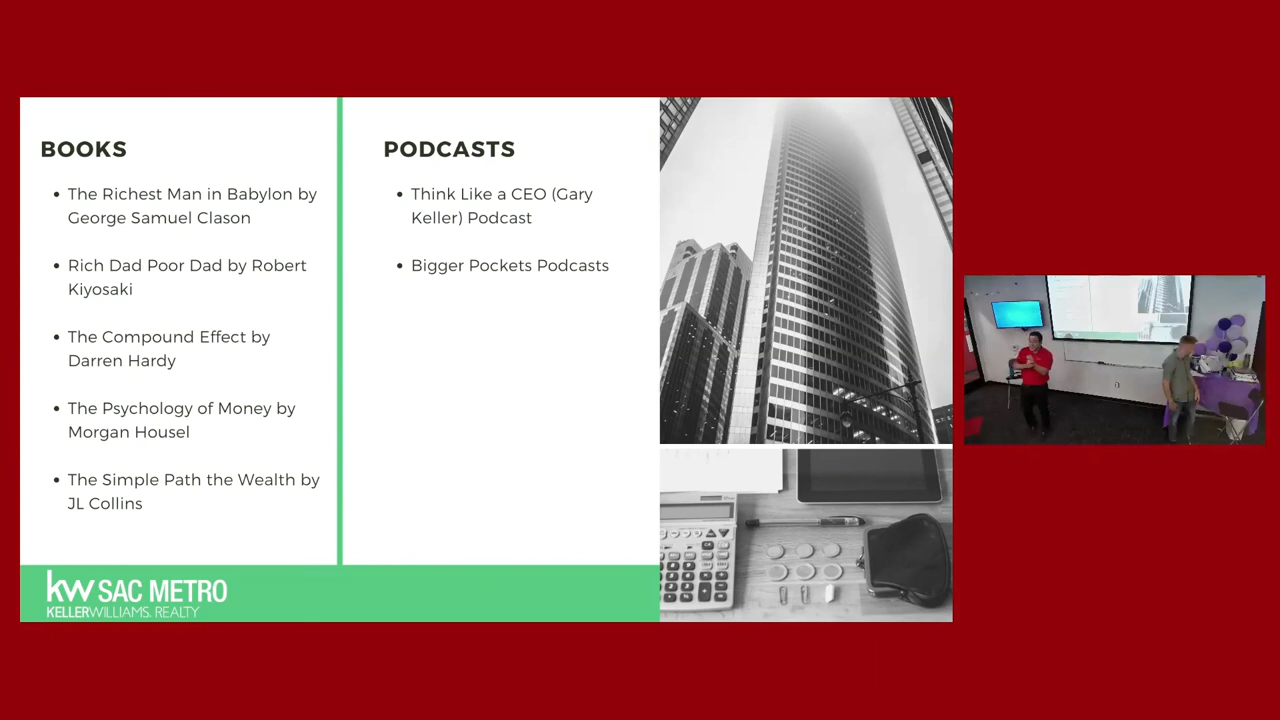 BOOKS
The Richest Man in Babylon by
George Samuel Clason
Rich Dad Poor Dad by Robert
Kiyosaki
The Compound Effect by
Darren Hardy
The Psychology of Money by
Morgan Housel
The Simple Path the Wealth by
JL Collins
PODCASTS
Think Like a CEO (Gary
Keller) Podcast
Bigger Pockets Podcasts
kw SAC METRO
KELLERWILLIAMS. REALTY